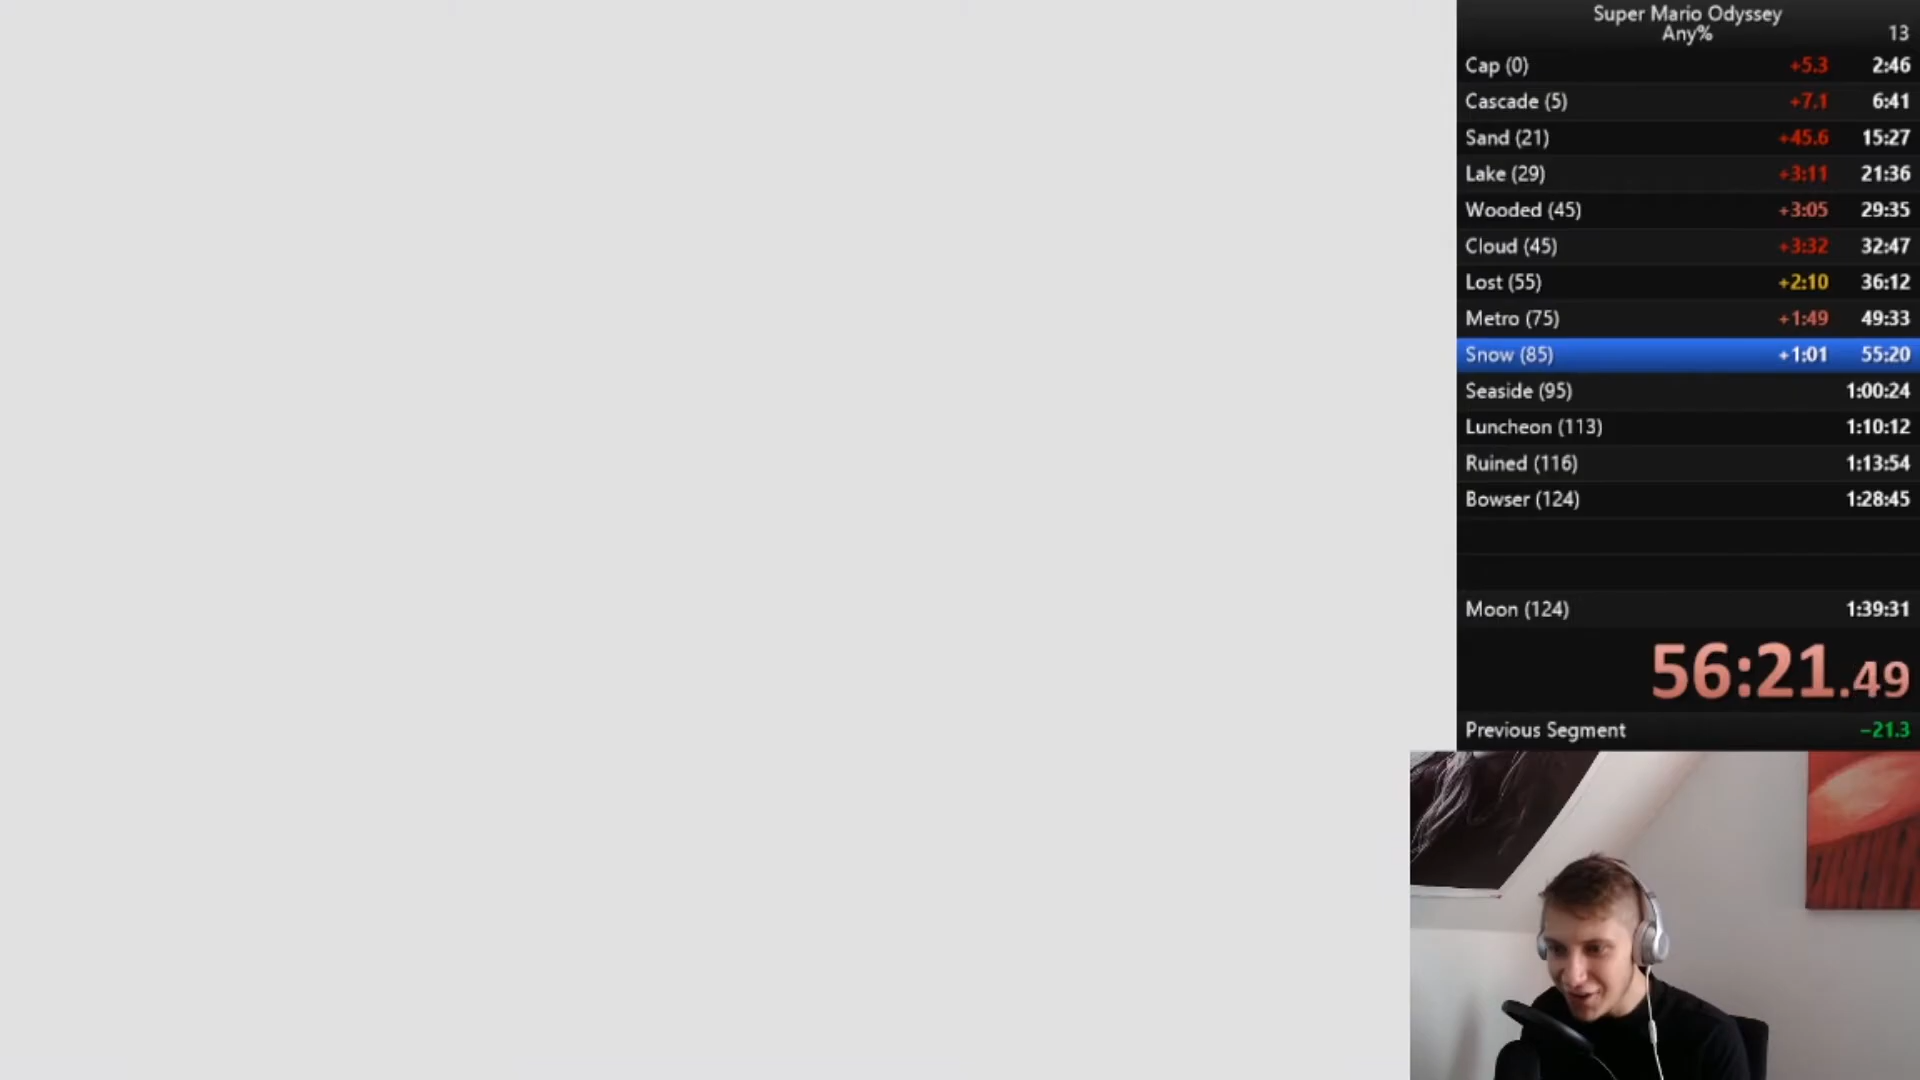 Super Mario Odyssey
Any% 13
Cap (0) +5.3 2:46
Cascade (5) +7.1 6:41
Sand (21) +45.6 15:27
Lake (29) +3:11 21:36
Wooded (45) +3:05 29:35
Cloud (45) +3:32 32:47
Lost (55) +2:10 36:12
Metro (75) +1:49 49:33
Snow (85) +1:01 55:20
Seaside (95) 1:00:24
Luncheon (113) 1:10:12
Ruined (116) 1:13:54
Bowser (124) 1:28:45
Moon (124) 1:39:31
56:21.49
Previous Segment −21.3